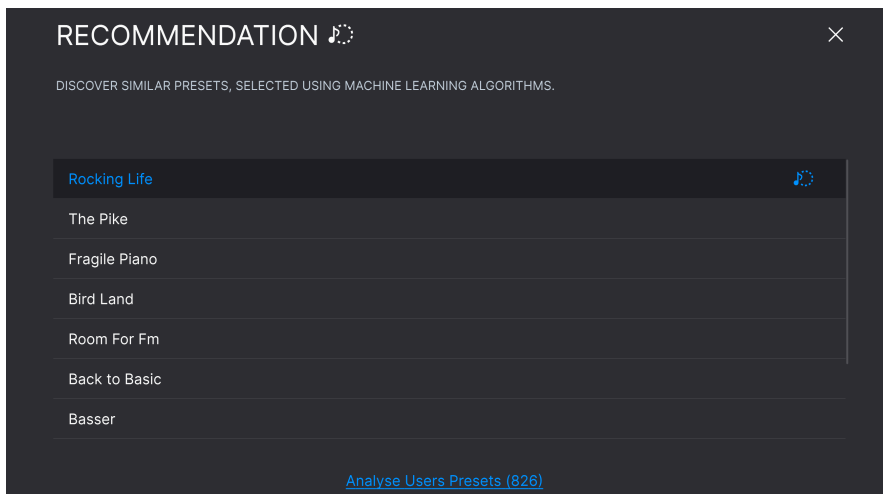 RECOMMENDATION
DISCOVER SIMILAR PRESETS, SELECTED USING MACHINE LEARNING ALGORITHMS.
Rocking Life
The Pike
Fragile Piano
Bird Land
Room For Fm
Back to Basic
Basser
Analyse Users Presets (826)